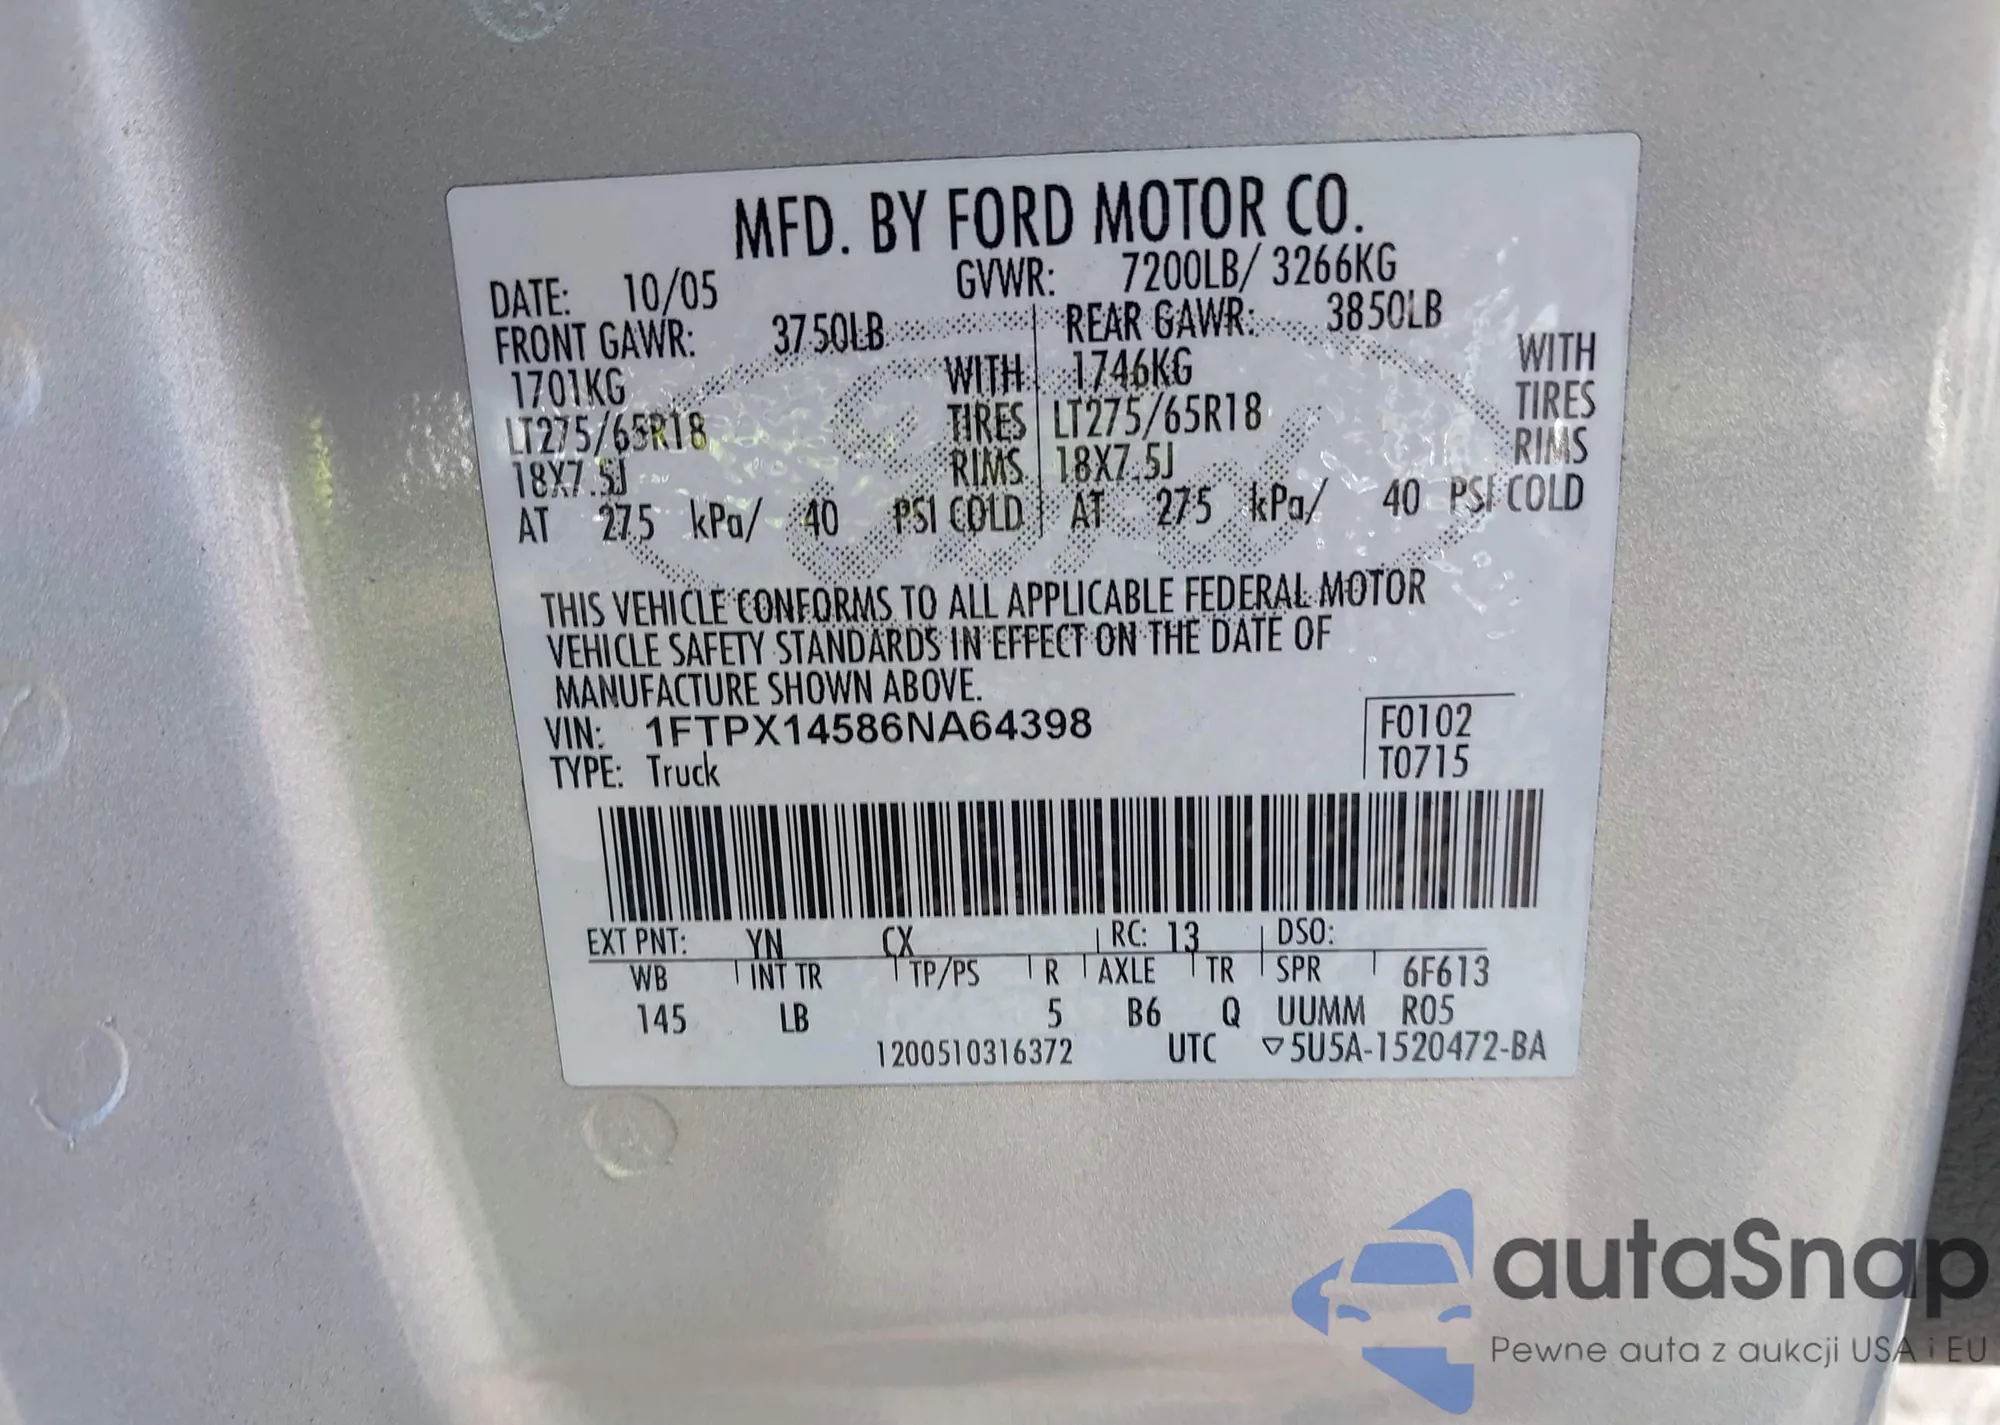 MFD. BY FORD MOTOR CO.
DATE: 10/05 GVWR: 7200LB/ 3266KG
FRONT GAWR: 3750LB REAR GAWR: 3850LB
1701KG WITH 1746KG WITH
LT275/65R18 TIRES LT275/65R18 TIRES
18X7.5J RIMS 18X7.5J RIMS
AT 275 kPa/ 40 PSI COLD AT 275 kPa/ 40 PSI COLD
THIS VEHICLE CONFORMS TO ALL APPLICABLE FEDERAL MOTOR
VEHICLE SAFETY STANDARDS IN EFFECT ON THE DATE OF
MANUFACTURE SHOWN ABOVE.
VIN: 1FTPX14586NA64398 F0102
TYPE: Truck T0715
EXT PNT: YN CX RC: 13 DSO:
WB INT TR TP/PS R AXLE TR SPR 6F613
145 LB 5 B6 Q UUMM R05
1200510316372 UTC ▽5U5A-1520472-BA
autaSnap
Pewne auta z aukcji USA i EU